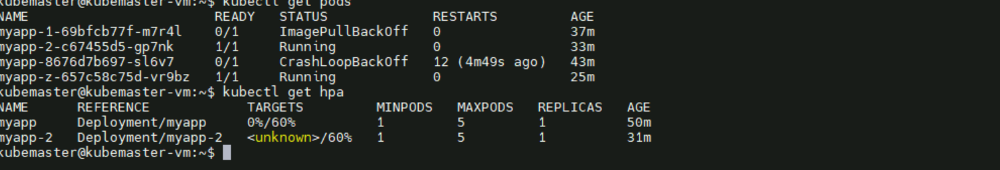 kubemaster@kubemaster-vm:~$ kubectl get pods
NAME READY STATUS RESTARTS AGE
myapp-1-69bfcb77f-m7r4l 0/1 ImagePullBackOff 0 37m
myapp-2-c67455d5-gp7nk 1/1 Running 0 33m
myapp-8676d7b697-sl6v7 0/1 CrashLoopBackOff 12 (4m49s ago) 43m
myapp-z-657c58c75d-vr9bz 1/1 Running 0 25m
kubemaster@kubemaster-vm:~$ kubectl get hpa
NAME REFERENCE TARGETS MINPODS MAXPODS REPLICAS AGE
myapp Deployment/myapp 0%/60% 1 5 1 50m
myapp-2 Deployment/myapp-2 <unknown>/60% 1 5 1 31m
kubemaster@kubemaster-vm:~$